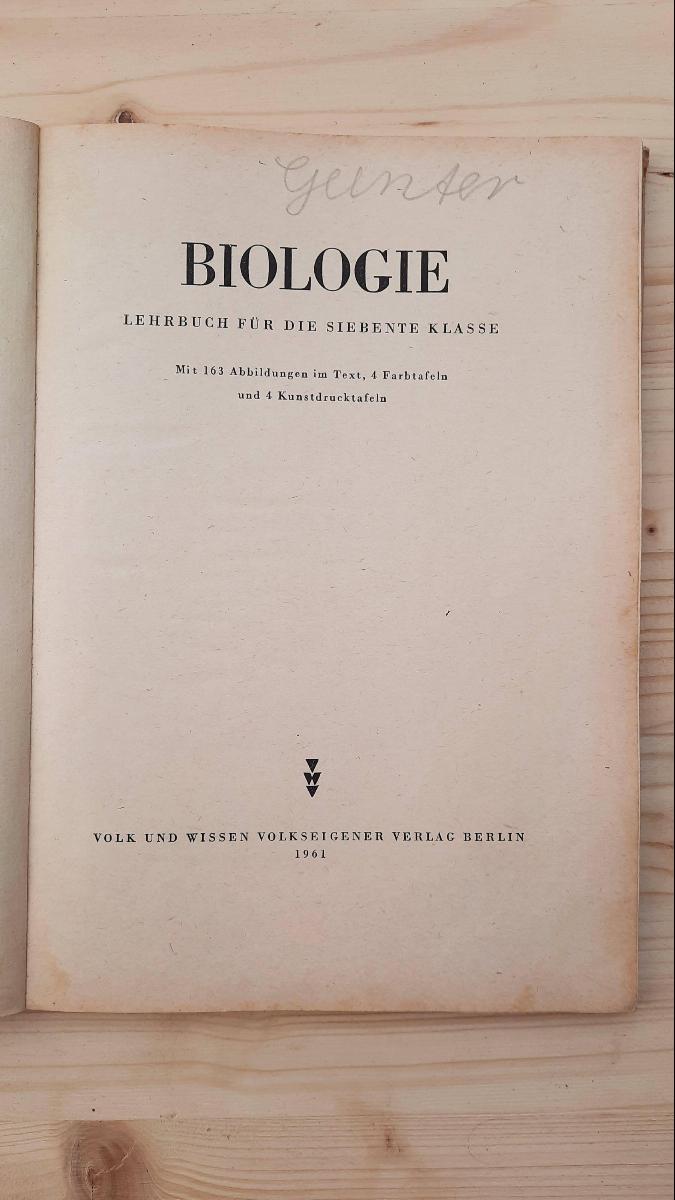 Gunter
BIOLOGIE
LEHRBUCH FÜR DIE SIEBENTE KLASSE
Mit 163 Abbildungen im Text, 4 Farbtafeln
und 4 Kunstdrucktafeln
VWV
VOLK UND WISSEN VOLKSEIGENER VERLAG BERLIN
1961